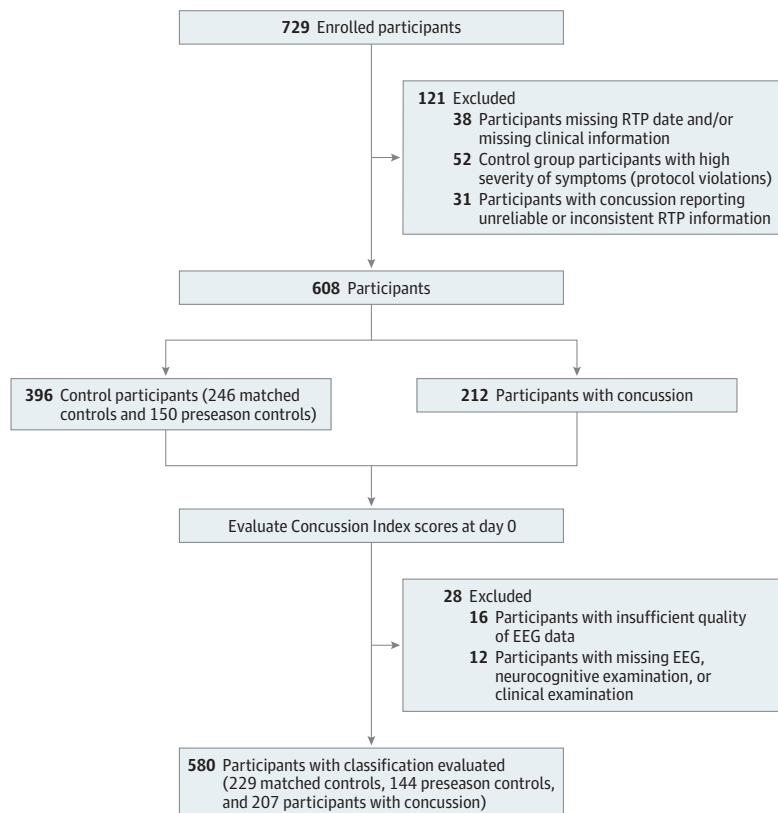 729 Enrolled participants
121 Excluded
38 Participants missing RTP date and/or
missing clinical information
52 Control group participants with high
severity of symptoms (protocol violations)
31 Participants with concussion reporting
unreliable or inconsistent RTP information
608 Participants
396 Control participants (246 matched
controls and 150 preseason controls)
212 Participants with concussion
Evaluate Concussion Index scores at day 0
28 Excluded
16 Participants with insufficient quality
of EEG data
12 Participants with missing EEG,
neurocognitive examination, or
clinical examination
580 Participants with classification evaluated
(229 matched controls, 144 preseason controls,
and 207 participants with concussion)